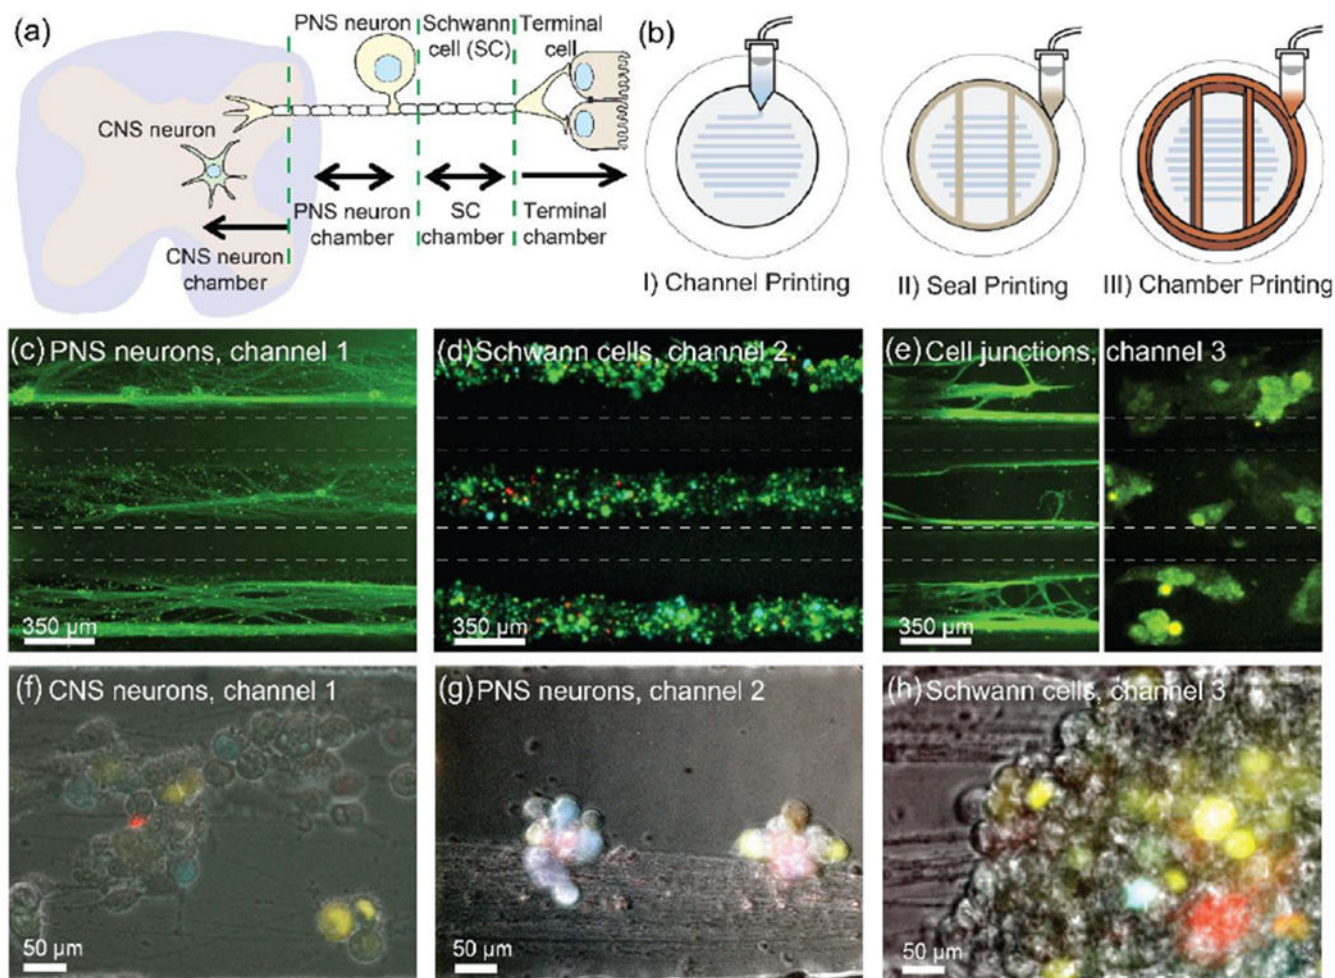 (a)
PNS neuron
Schwann
cell (SC)
Terminal
cell
CNS neuron
PNS neuron
chamber
SC
chamber
Terminal
chamber
CNS neuron
chamber
(b)
I) Channel Printing
II) Seal Printing
III) Chamber Printing
(c) PNS neurons, channel 1
350 µm
(d) Schwann cells, channel 2
350 µm
(e) Cell junctions, channel 3
350 µm
(f) CNS neurons, channel 1
50 µm
(g) PNS neurons, channel 2
50 µm
(h) Schwann cells, channel 3
50 µm